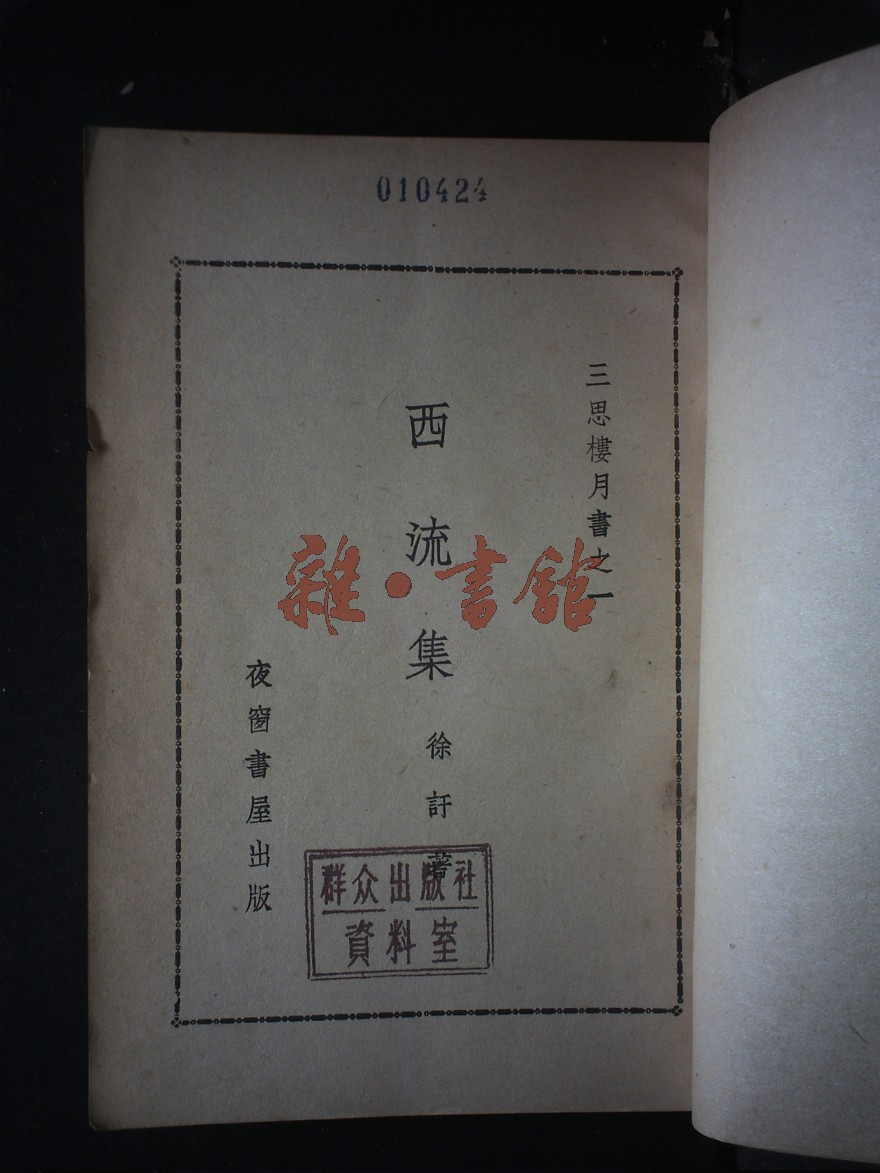 010424
三思樓月書之一
西流集
徐訏著
夜窗書屋出版
群众出版社
資料室
雜·書館